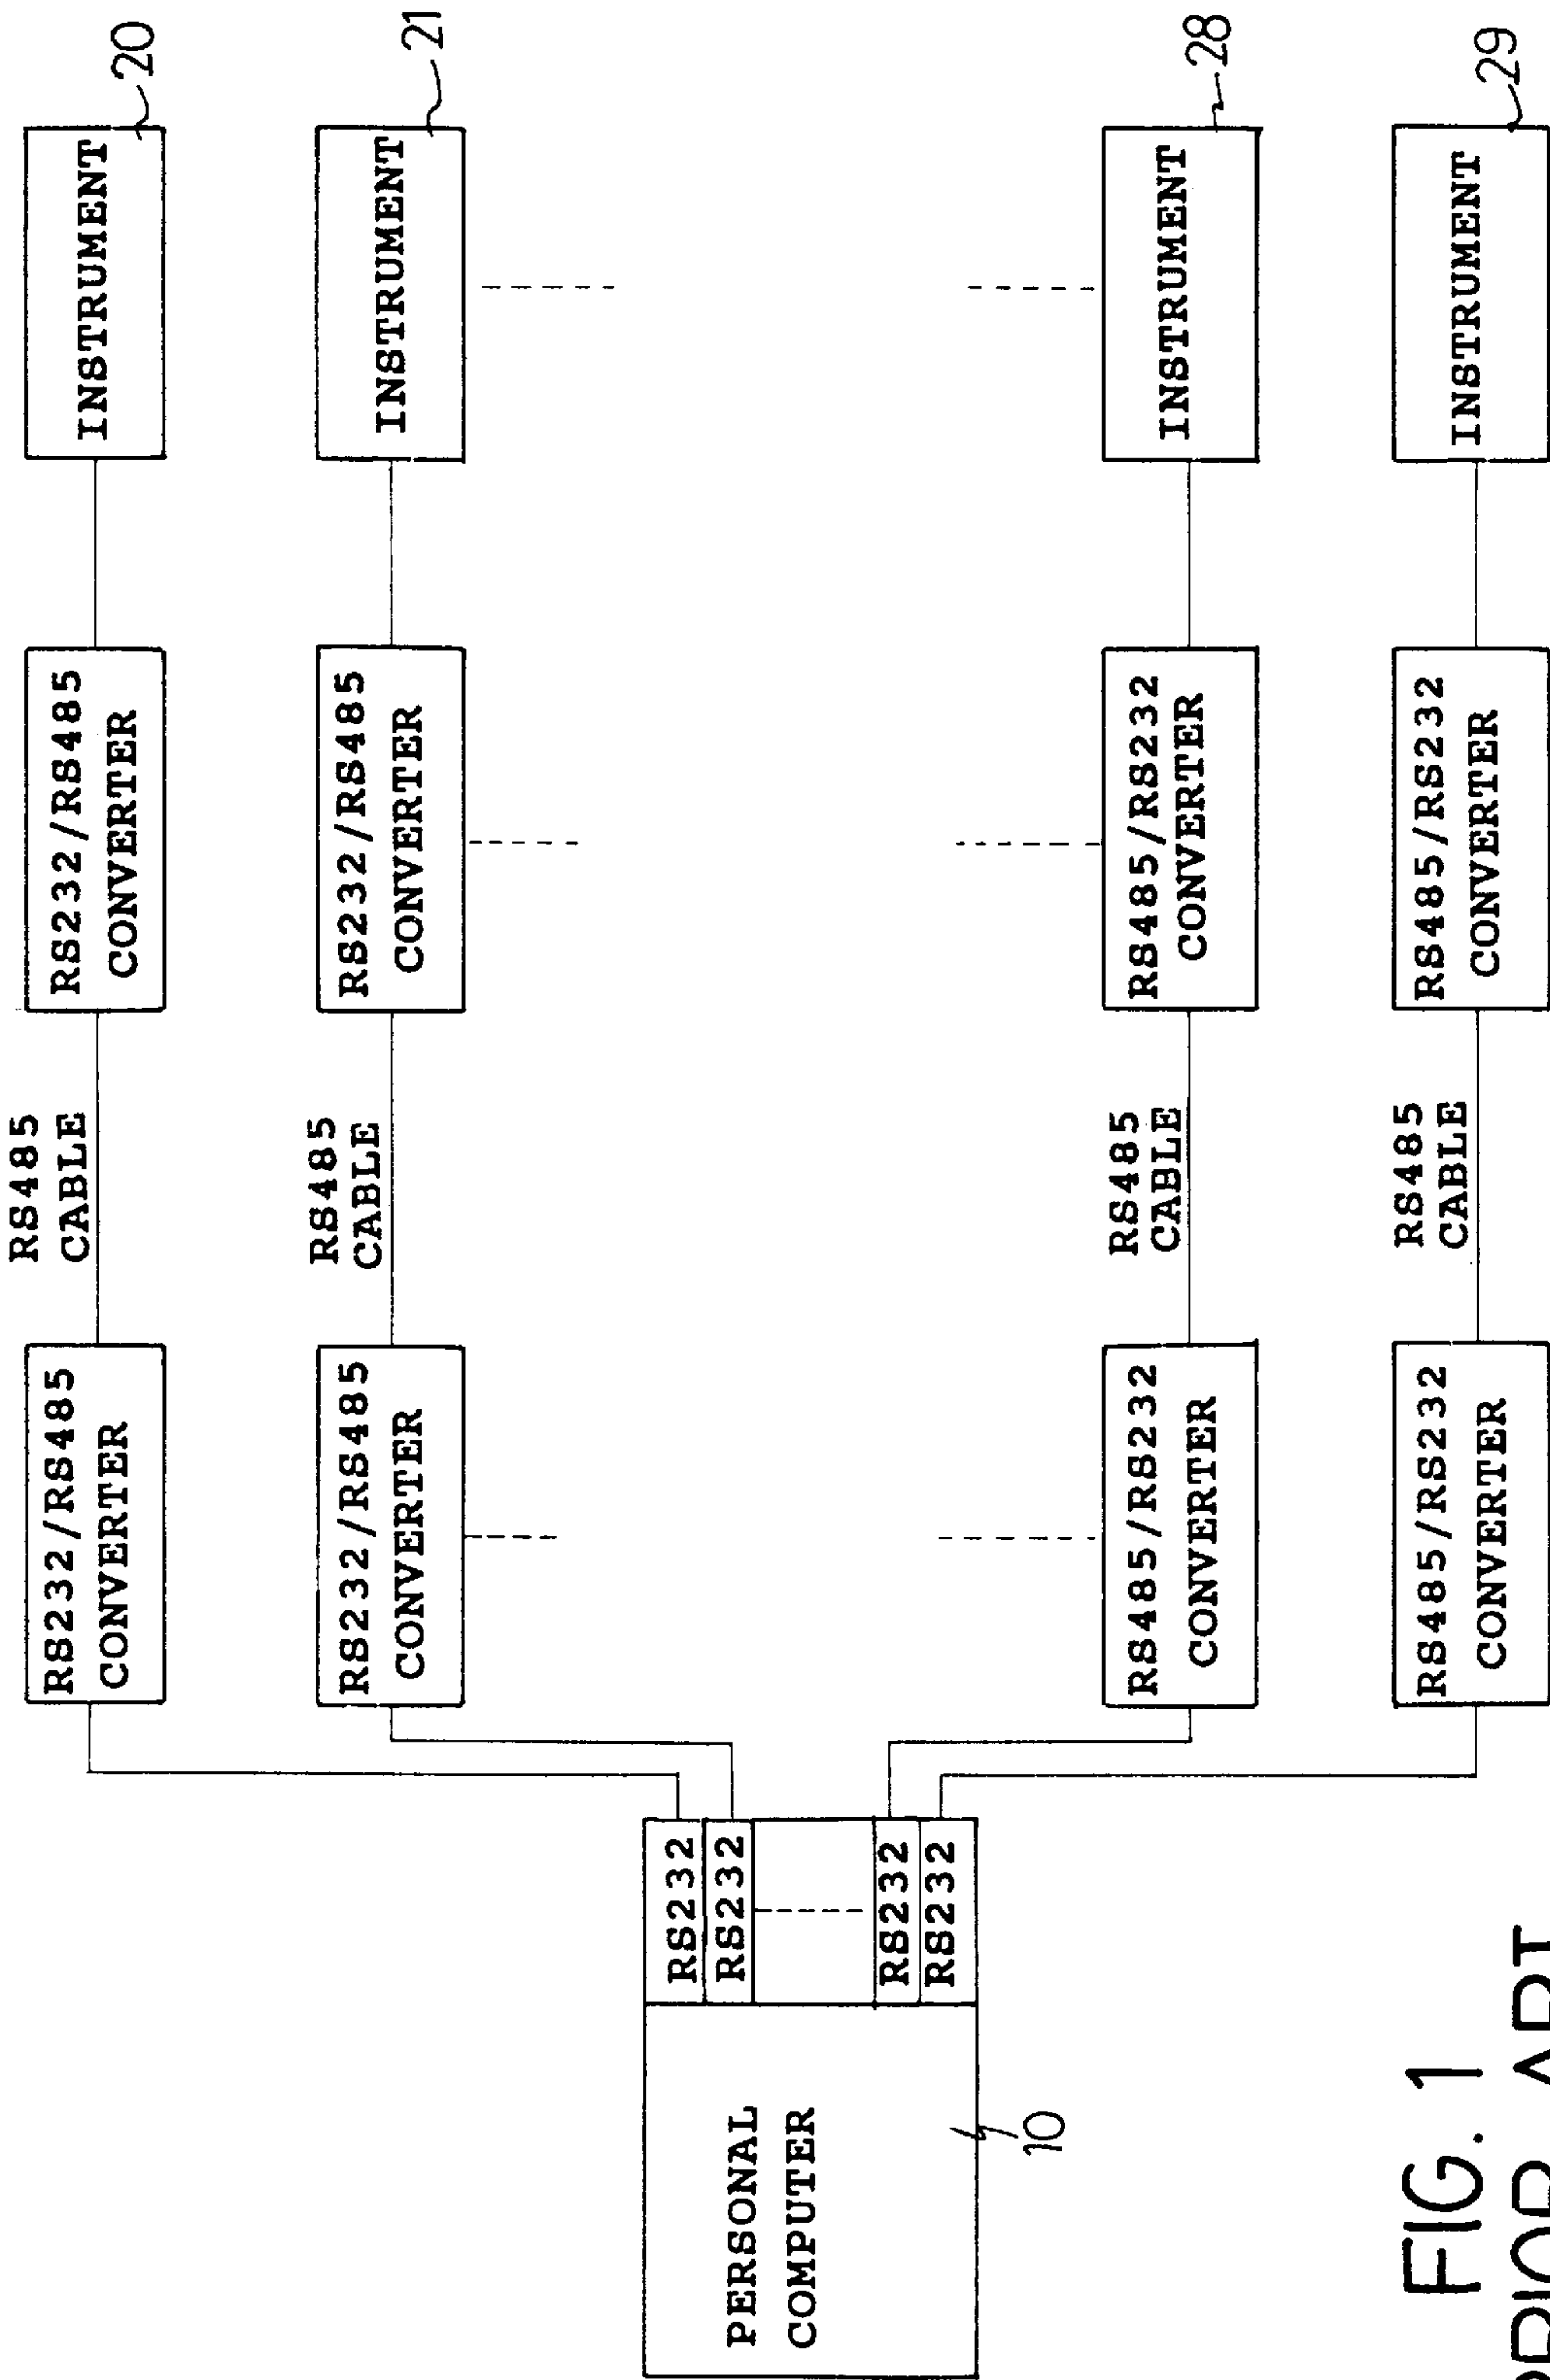 RS485
CABLE
RS232/RS485
CONVERTER
RS232/RS485
CONVERTER
INSTRUMENT
20
RS485
CABLE
RS232/RS485
CONVERTER
RS232/RS485
CONVERTER
INSTRUMENT
21
PERSONAL
COMPUTER
10
RS232
RS232
RS232
RS232
RS485
CABLE
RS485/RS232
CONVERTER
RS485/RS232
CONVERTER
INSTRUMENT
28
RS485
CABLE
RS485/RS232
CONVERTER
RS485/RS232
CONVERTER
INSTRUMENT
29
FIG. 1
PRIOR ART